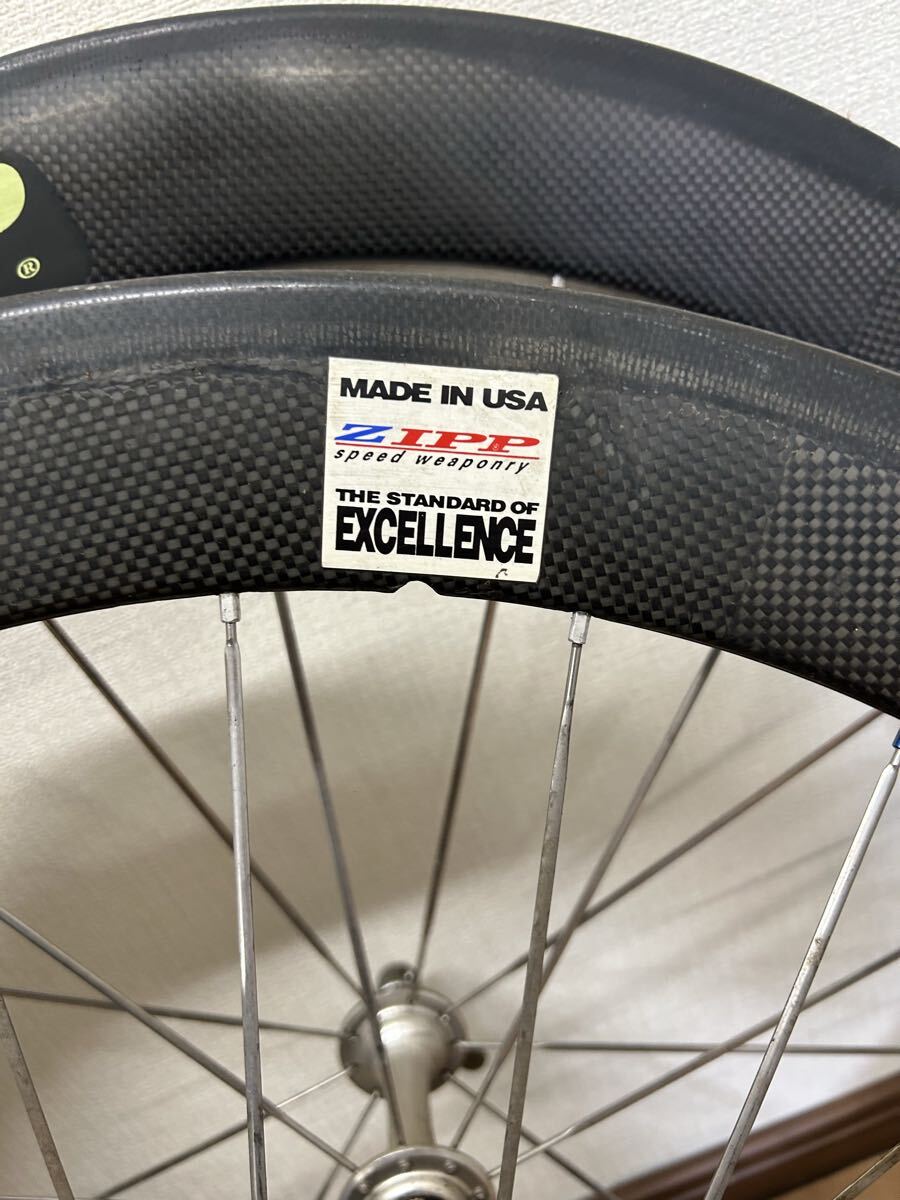 ®
MADE IN USA
ZIPP
speed weaponry
THE STANDARD OF
EXCELLENCE